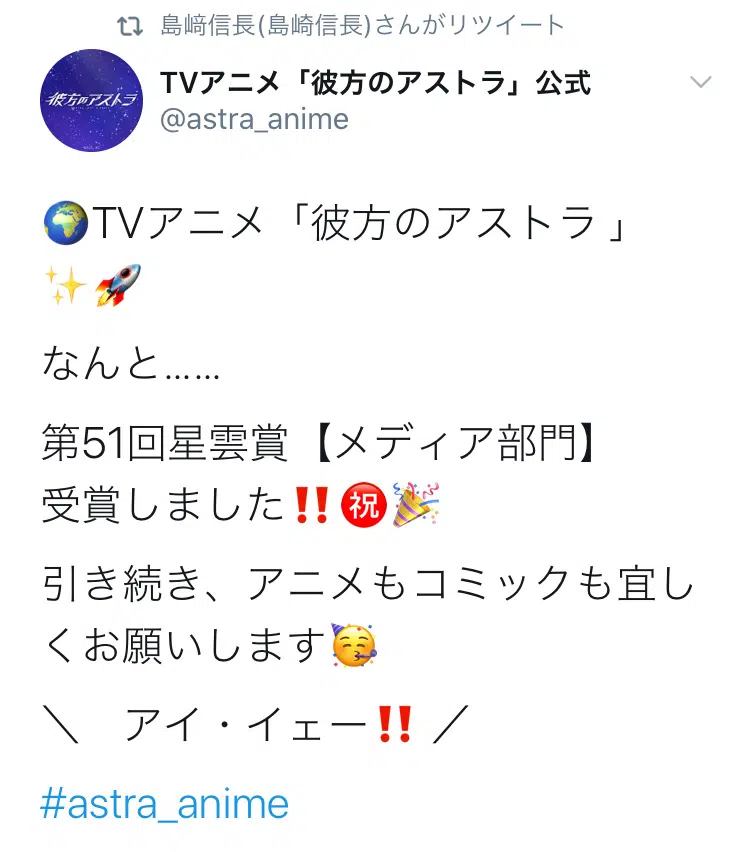 島﨑信長(島崎信長)さんがリツイート
彼方のアストラ
TVアニメ「彼方のアストラ」公式
@astra_anime
🌍TVアニメ「彼方のアストラ 」
✨🚀
なんと……
第51回星雲賞【メディア部門】
受賞しました‼️㊗️🎉
引き続き、アニメもコミックも宜し
くお願いします🥳
＼　アイ・イェー‼️ ／
#astra_anime